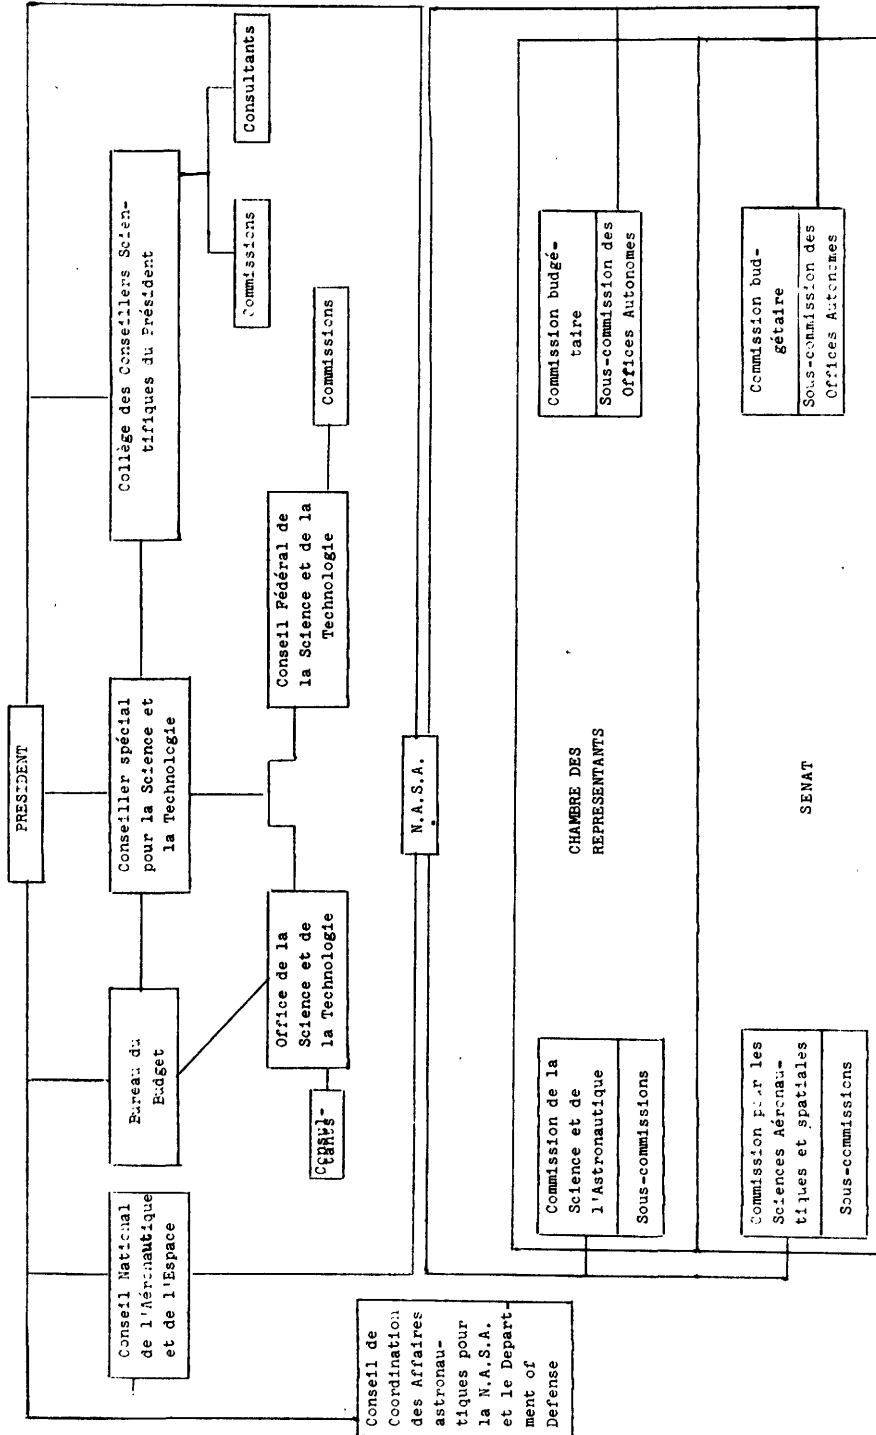 PRESIDENT
Conseil National
de l'Aéronautique
et de l'Espace
Bureau du
Budget
Conseiller spécial
pour la Science et
la Technologie
Collège des Conseillers Scien-
tifiques du Président
Commissions
Consultants
Consul-
tants
Office de la
Science et de
la Technologie
Conseil Fédéral de
la Science et de la
Technologie
Commissions
Conseil de
Coordination
des Affaires
astronau-
tiques pour
la N.A.S.A.
et le Depart-
ment of
Defense
N.A.S.A.
Commission de la
Science et de
l'Astronautique
Sous-commissions
CHAMBRE DES
REPRESENTANTS
Commission budgé-
taire
Sous-commission des
Offices Autonomes
Commission pour les
Sciences Aéronau-
tiques et spatiales
Sous-commissions
SENAT
Commission bud-
gétaire
Sous-commission des
Offices Autonomes